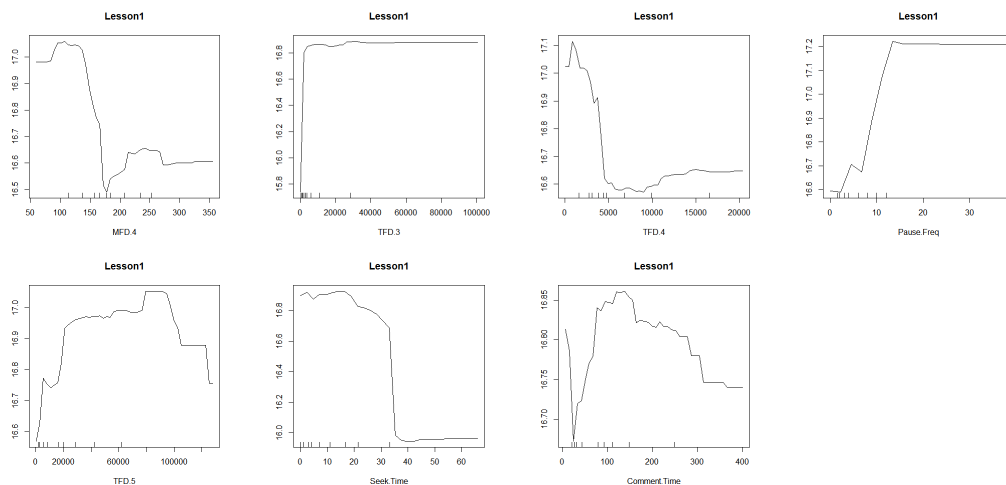 Lesson1
17.0
16.9
16.8
16.7
16.6
16.5
50 100 150 200 250 300 350
MFD.4
Lesson1
16.8
16.6
16.4
16.2
16.0
15.8
0 20000 40000 60000 80000 100000
TFD.3
Lesson1
17.1
17.0
16.9
16.8
16.7
16.6
0 5000 10000 15000 20000
TFD.4
Lesson1
17.2
17.1
17.0
16.9
16.8
16.7
16.6
0 10 20 30
Pause.Freq
Lesson1
17.0
16.9
16.8
16.7
16.6
0 20000 60000 100000
TFD.5
Lesson1
16.8
16.6
16.4
16.2
16.0
0 10 20 30 40 50 60
Seek.Time
Lesson1
16.85
16.80
16.75
16.70
0 100 200 300 400
Comment.Time